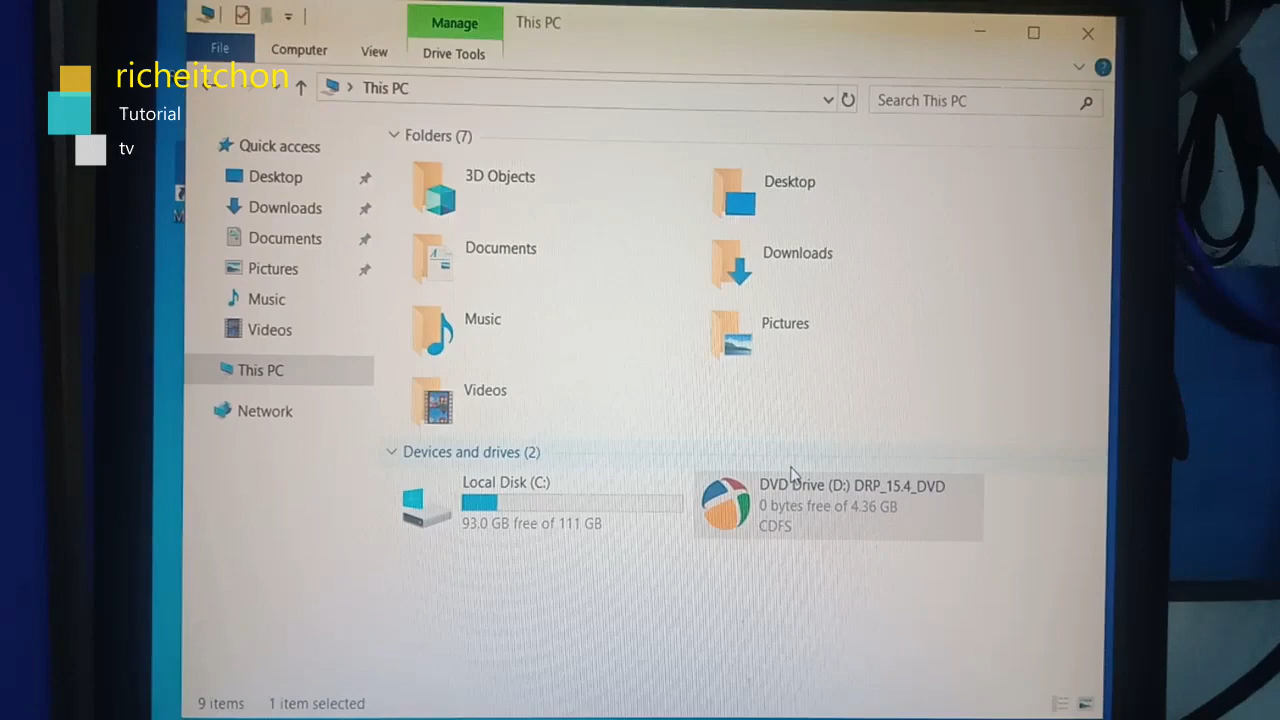 Manage
This PC
File
Computer
View
Drive Tools
richeitchon
Tutorial
tv
This PC
Search This PC
Quick access
Desktop
Downloads
Documents
Pictures
Music
Videos
This PC
Network
Folders (7)
3D Objects
Desktop
Documents
Downloads
Music
Pictures
Videos
Devices and drives (2)
Local Disk (C:)
93.0 GB free of 111 GB
DVD Drive (D:) DRP_15.4_DVD
0 bytes free of 4.36 GB
CDFS
9 items
1 item selected